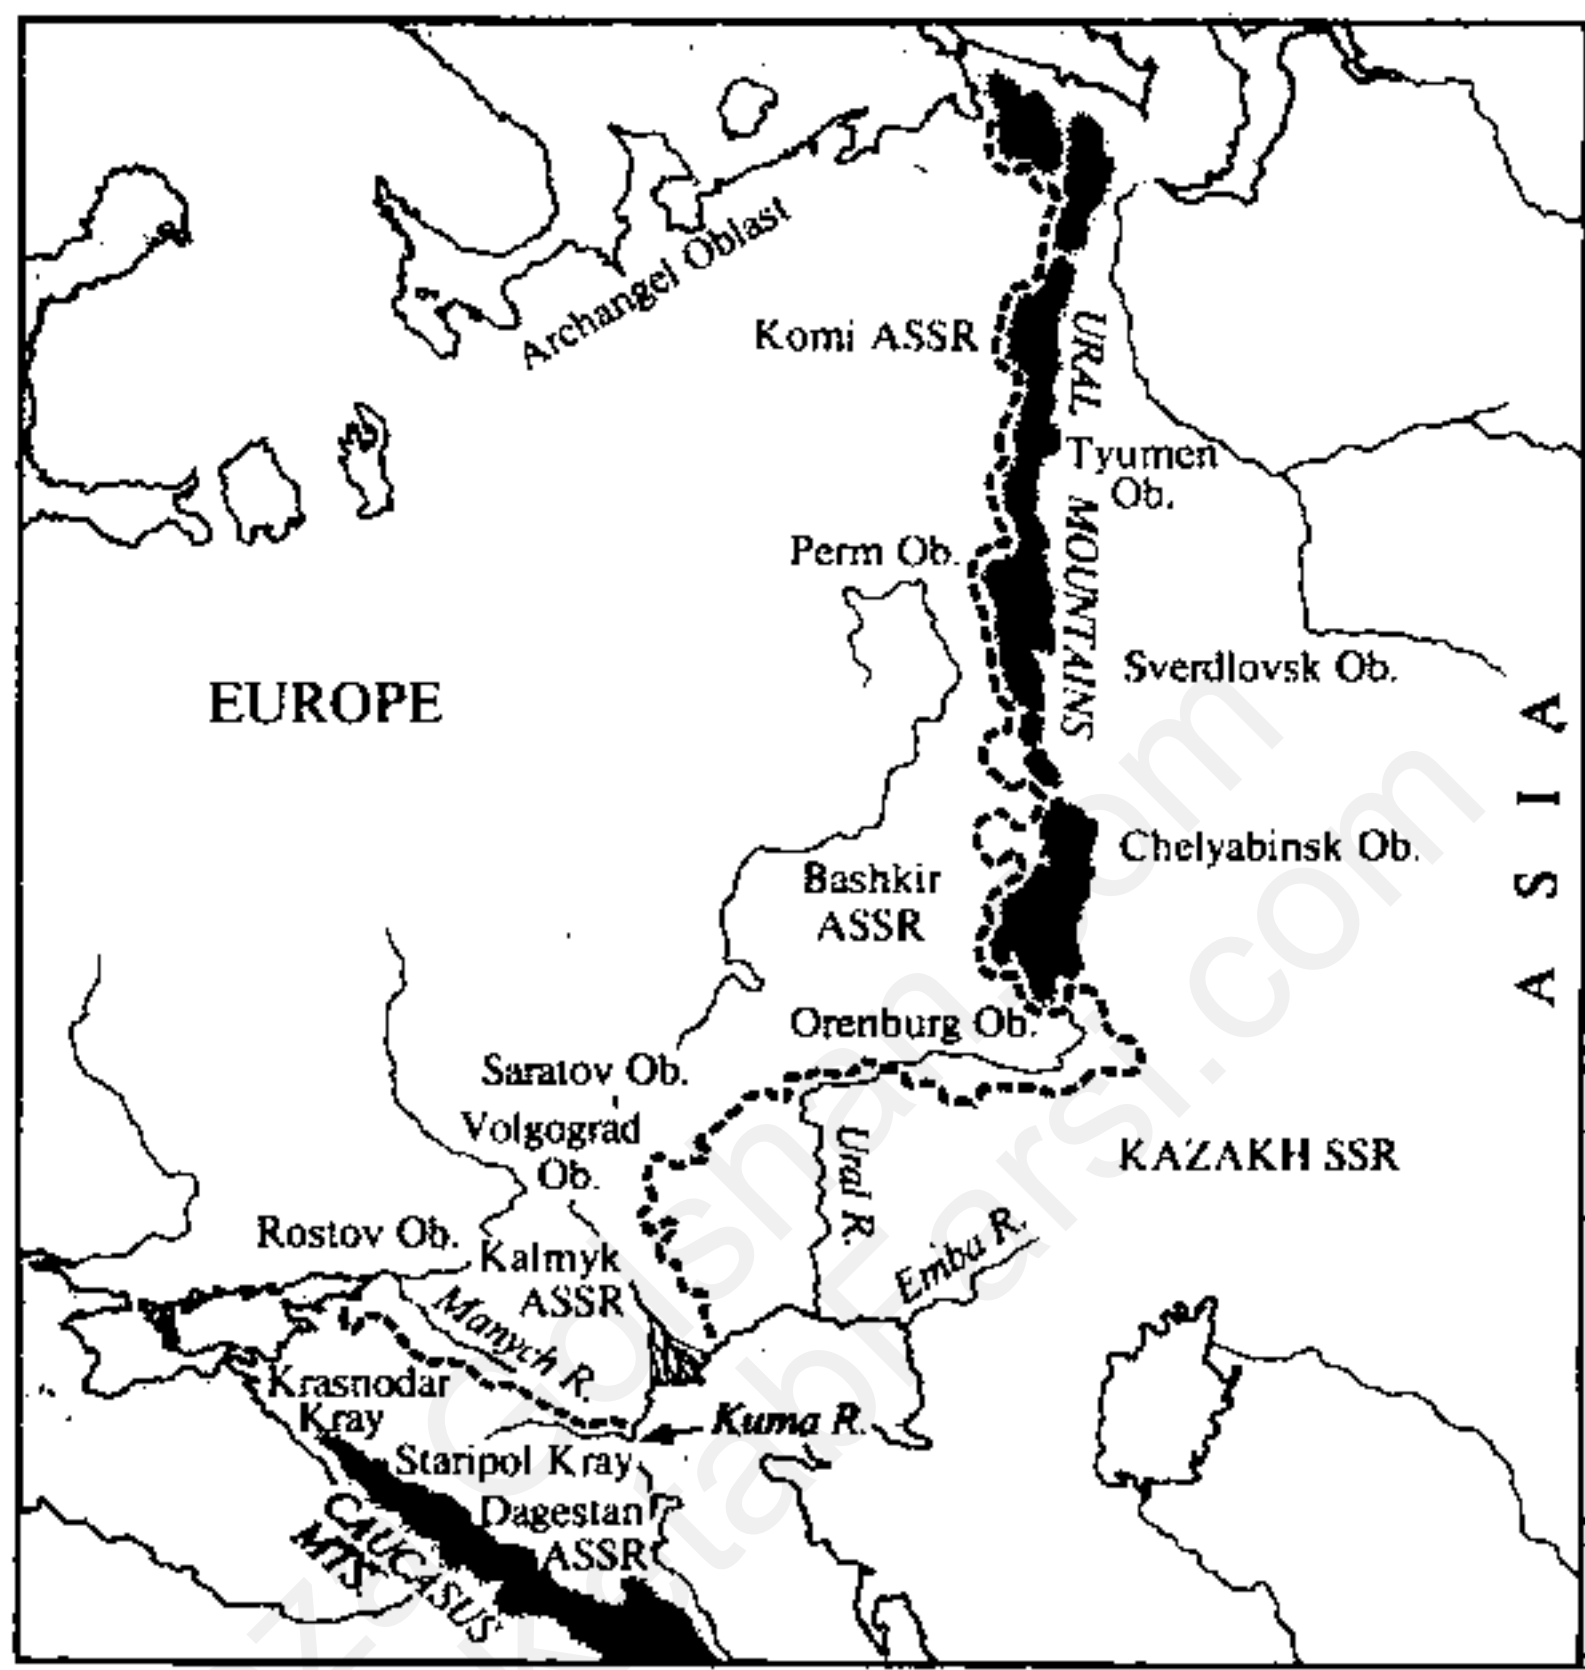 Archangel Oblast
Komi ASSR
URAL MOUNTAINS
Tyumen
Ob.
Perm Ob.
EUROPE
Sverdlovsk Ob.
ASIA
Chelyabinsk Ob.
Bashkir
ASSR
Orenburg Ob.
Saratov Ob.
Volgograd
Ob.
Ural R.
KAZAKH SSR
Rostov Ob.
Kalmyk
ASSR
Emba R.
Manych R.
Krasnodar
Kray
Kuma R.
Staripol Kray
Dagestan
ASSR
CAUCASUS
MTS